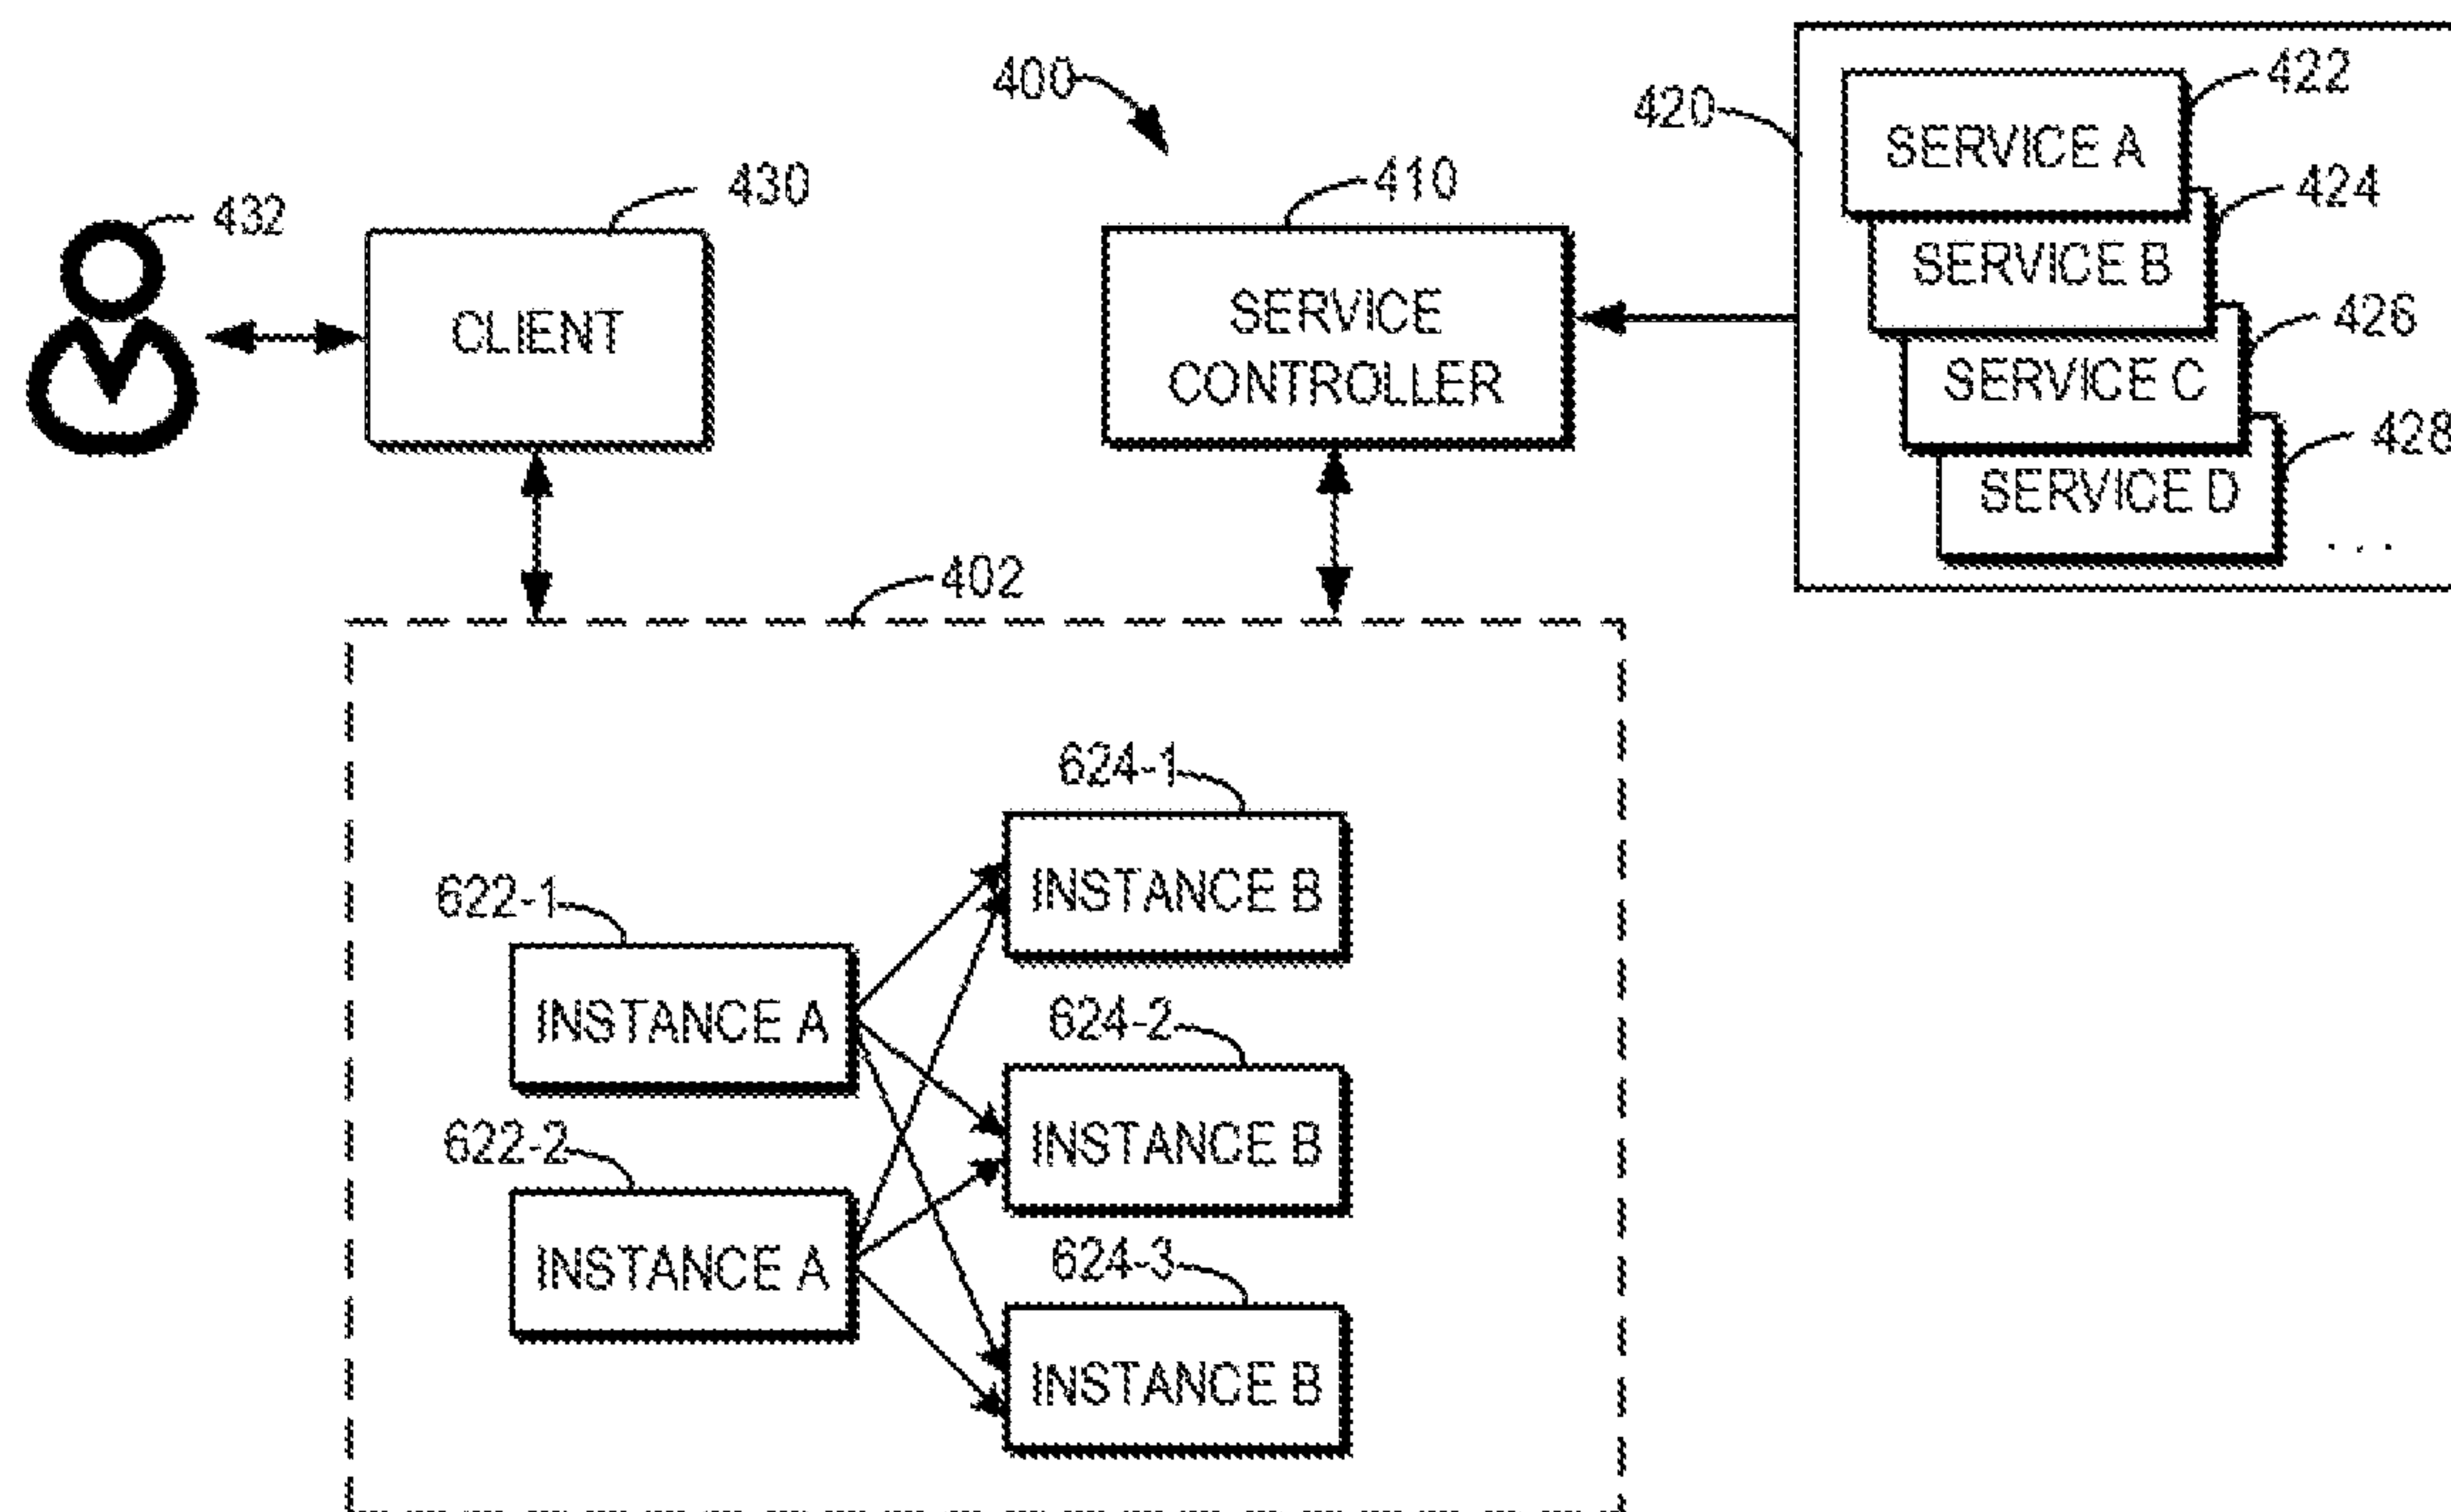 400
420
422
SERVICE A
424
SERVICE B
426
SERVICE C
428
SERVICE D
...
432
430
CLIENT
410
SERVICE
CONTROLLER
402
624-1
INSTANCE B
622-1
INSTANCE A
624-2
INSTANCE B
622-2
INSTANCE A
624-3
INSTANCE B